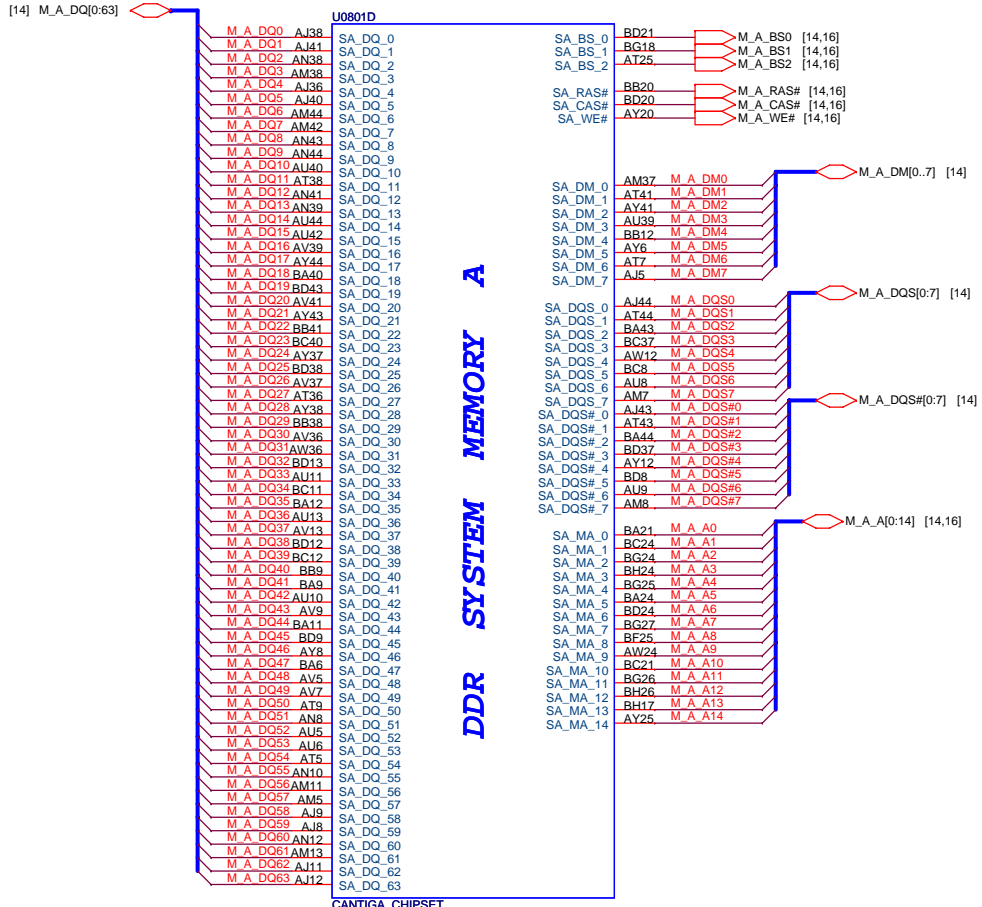 [14] M_A_DQ[0:63]
U0801D
M_A_DQ0 AJ38 SA_DQ_0
M_A_DQ1 AJ41 SA_DQ_1
M_A_DQ2 AN38 SA_DQ_2
M_A_DQ3 AM38 SA_DQ_3
M_A_DQ4 AJ36 SA_DQ_4
M_A_DQ5 AJ40 SA_DQ_5
M_A_DQ6 AM44 SA_DQ_6
M_A_DQ7 AM42 SA_DQ_7
M_A_DQ8 AN43 SA_DQ_8
M_A_DQ9 AN44 SA_DQ_9
M_A_DQ10 AU40 SA_DQ_10
M_A_DQ11 AT38 SA_DQ_11
M_A_DQ12 AN41 SA_DQ_12
M_A_DQ13 AN39 SA_DQ_13
M_A_DQ14 AU44 SA_DQ_14
M_A_DQ15 AU42 SA_DQ_15
M_A_DQ16 AV39 SA_DQ_16
M_A_DQ17 AY44 SA_DQ_17
M_A_DQ18 BA40 SA_DQ_18
M_A_DQ19 BD43 SA_DQ_19
M_A_DQ20 AV41 SA_DQ_20
M_A_DQ21 AY43 SA_DQ_21
M_A_DQ22 BB41 SA_DQ_22
M_A_DQ23 BC40 SA_DQ_23
M_A_DQ24 AY37 SA_DQ_24
M_A_DQ25 BD38 SA_DQ_25
M_A_DQ26 AV37 SA_DQ_26
M_A_DQ27 AT36 SA_DQ_27
M_A_DQ28 AY38 SA_DQ_28
M_A_DQ29 BB38 SA_DQ_29
M_A_DQ30 AV36 SA_DQ_30
M_A_DQ31 AW36 SA_DQ_31
M_A_DQ32 BD13 SA_DQ_32
M_A_DQ33 AU11 SA_DQ_33
M_A_DQ34 BC11 SA_DQ_34
M_A_DQ35 BA12 SA_DQ_35
M_A_DQ36 AU13 SA_DQ_36
M_A_DQ37 AV13 SA_DQ_37
M_A_DQ38 BD12 SA_DQ_38
M_A_DQ39 BC12 SA_DQ_39
M_A_DQ40 BB9 SA_DQ_40
M_A_DQ41 BA9 SA_DQ_41
M_A_DQ42 AU10 SA_DQ_42
M_A_DQ43 AV9 SA_DQ_43
M_A_DQ44 BA11 SA_DQ_44
M_A_DQ45 BD9 SA_DQ_45
M_A_DQ46 AY8 SA_DQ_46
M_A_DQ47 BA6 SA_DQ_47
M_A_DQ48 AV5 SA_DQ_48
M_A_DQ49 AV7 SA_DQ_49
M_A_DQ50 AT9 SA_DQ_50
M_A_DQ51 AN8 SA_DQ_51
M_A_DQ52 AU5 SA_DQ_52
M_A_DQ53 AU6 SA_DQ_53
M_A_DQ54 AT5 SA_DQ_54
M_A_DQ55 AN10 SA_DQ_55
M_A_DQ56 AM11 SA_DQ_56
M_A_DQ57 AM5 SA_DQ_57
M_A_DQ58 AJ9 SA_DQ_58
M_A_DQ59 AJ8 SA_DQ_59
M_A_DQ60 AN12 SA_DQ_60
M_A_DQ61 AM13 SA_DQ_61
M_A_DQ62 AJ11 SA_DQ_62
M_A_DQ63 AJ12 SA_DQ_63
DDR SYSTEM MEMORY A
SA_BS_0 BD21 M_A_BS0 [14,16]
SA_BS_1 BG18 M_A_BS1 [14,16]
SA_BS_2 AT25 M_A_BS2 [14,16]
SA_RAS# BB20 M_A_RAS# [14,16]
SA_CAS# BD20 M_A_CAS# [14,16]
SA_WE# AY20 M_A_WE# [14,16]
M_A_DM[0..7] [14]
SA_DM_0 AM37 M_A_DM0
SA_DM_1 AT41 M_A_DM1
SA_DM_2 AY41 M_A_DM2
SA_DM_3 AU39 M_A_DM3
SA_DM_4 BB12 M_A_DM4
SA_DM_5 AY6 M_A_DM5
SA_DM_6 AT7 M_A_DM6
SA_DM_7 AJ5 M_A_DM7
M_A_DQS[0:7] [14]
SA_DQS_0 AJ44 M_A_DQS0
SA_DQS_1 AT44 M_A_DQS1
SA_DQS_2 BA43 M_A_DQS2
SA_DQS_3 BC37 M_A_DQS3
SA_DQS_4 AW12 M_A_DQS4
SA_DQS_5 BC8 M_A_DQS5
SA_DQS_6 AU8 M_A_DQS6
SA_DQS_7 AM7 M_A_DQS7
M_A_DQS#[0:7] [14]
SA_DQS#_0 AJ43 M_A_DQS#0
SA_DQS#_1 AT43 M_A_DQS#1
SA_DQS#_2 BA44 M_A_DQS#2
SA_DQS#_3 BD37 M_A_DQS#3
SA_DQS#_4 AY12 M_A_DQS#4
SA_DQS#_5 BD8 M_A_DQS#5
SA_DQS#_6 AU9 M_A_DQS#6
SA_DQS#_7 AM8 M_A_DQS#7
M_A_A[0:14] [14,16]
SA_MA_0 BA21 M_A_A0
SA_MA_1 BC24 M_A_A1
SA_MA_2 BG24 M_A_A2
SA_MA_3 BH24 M_A_A3
SA_MA_4 BG25 M_A_A4
SA_MA_5 BA24 M_A_A5
SA_MA_6 BD24 M_A_A6
SA_MA_7 BG27 M_A_A7
SA_MA_8 BF25 M_A_A8
SA_MA_9 AW24 M_A_A9
SA_MA_10 BC21 M_A_A10
SA_MA_11 BG26 M_A_A11
SA_MA_12 BH26 M_A_A12
SA_MA_13 BH17 M_A_A13
SA_MA_14 AY25 M_A_A14
CANTIGA_CHIPSET